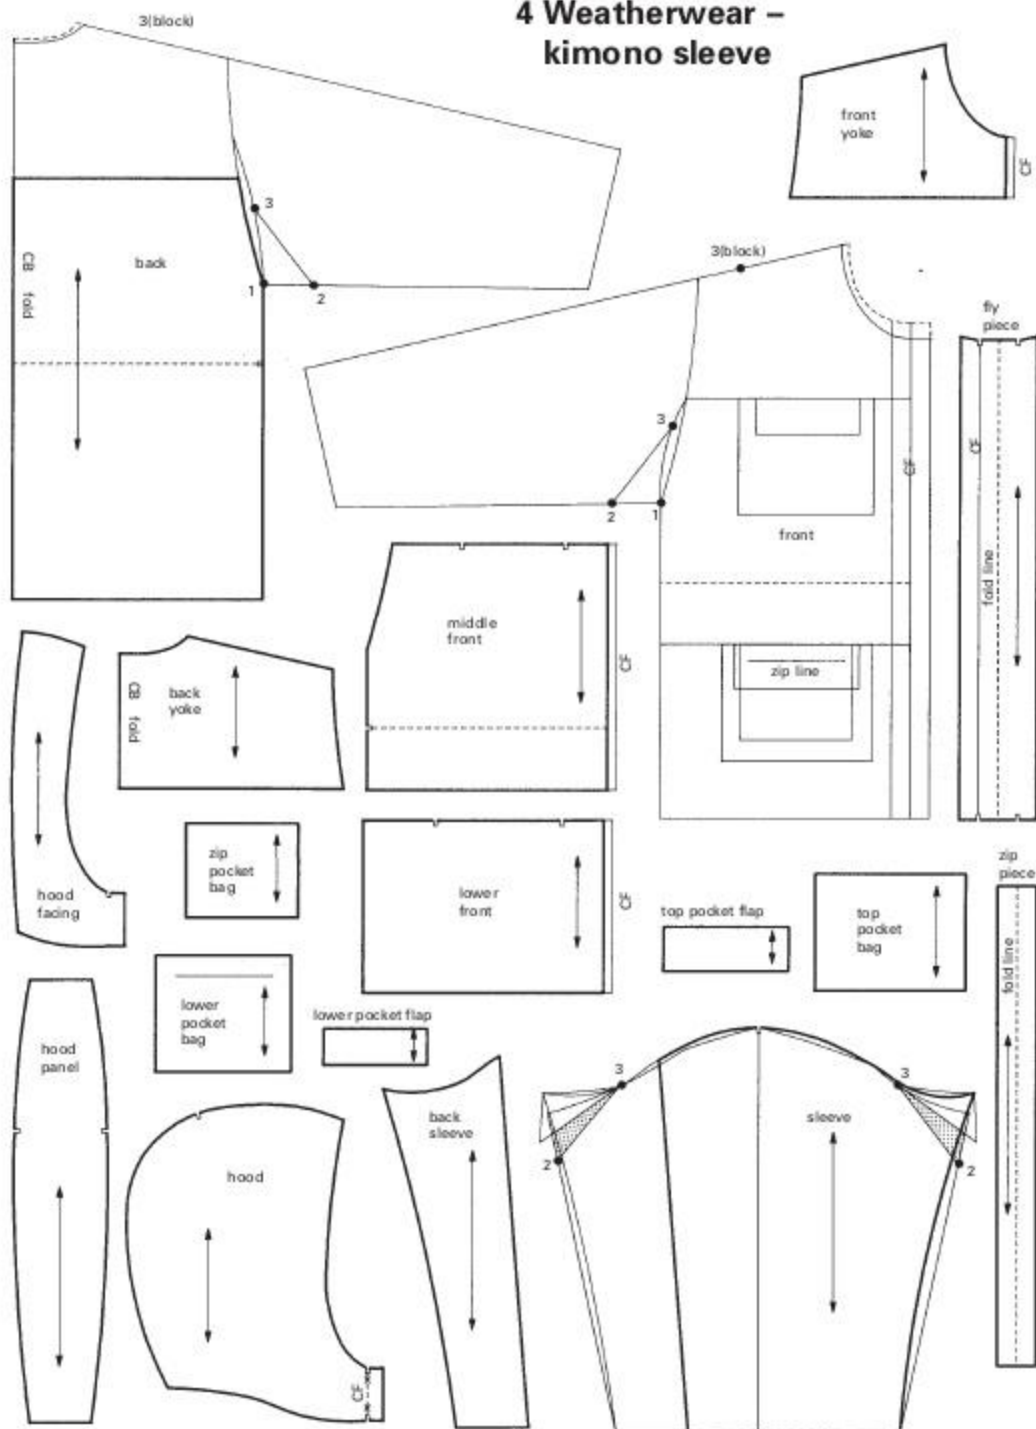 4 Weatherwear –
kimono sleeve
3(block)
front
yoke
CF
3
CB fold
back
1
2
3(block)
fly
piece
3
CF
CF
2
1
front
fold line
middle
front
CF
zip line
CB fold
back
yoke
zip
pocket
bag
hood
facing
lower
front
CF
zip
piece
top pocket flap
top
pocket
bag
fold line
lower
pocket
bag
lower pocket flap
hood
panel
back
sleeve
3
3
sleeve
2
2
hood
CF